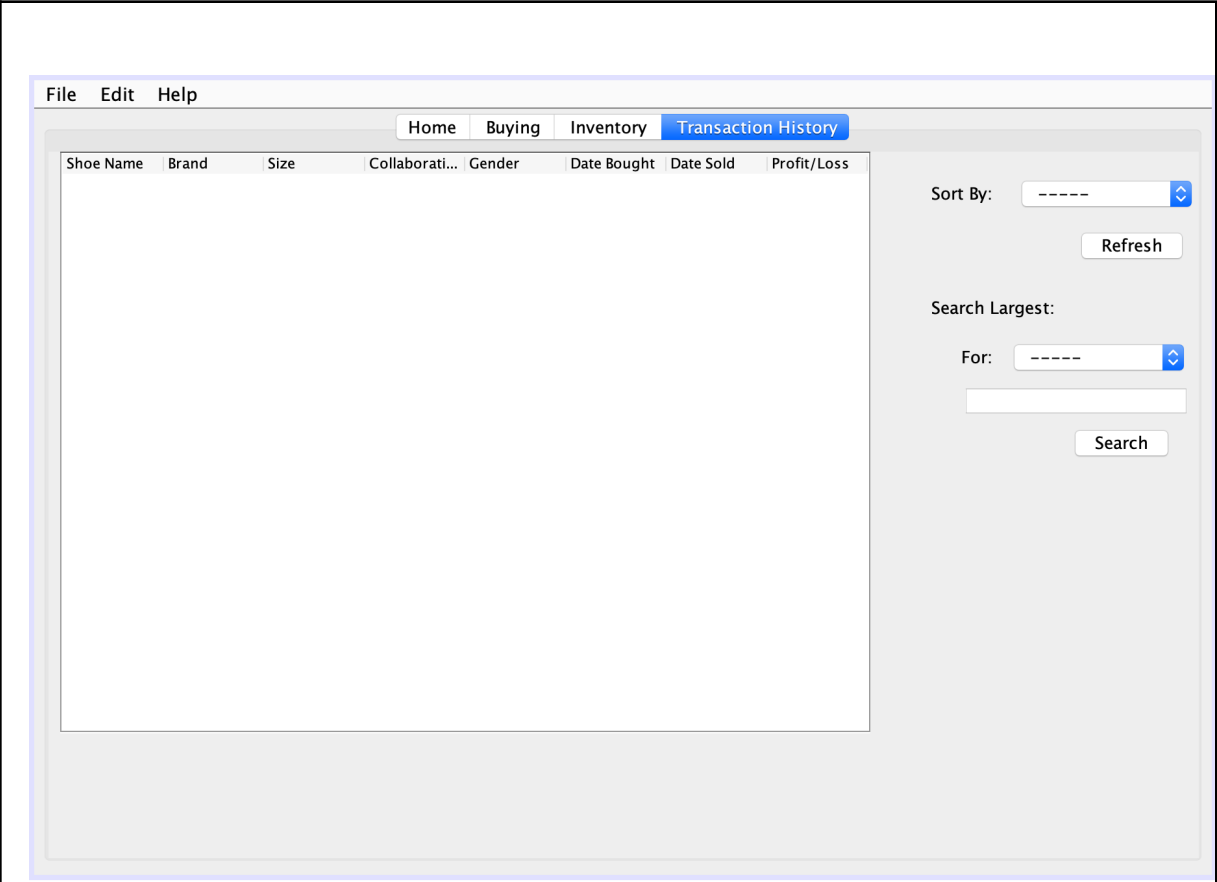 File Edit Help
Home Buying Inventory Transaction History
Shoe Name Brand Size Collaborati... Gender Date Bought Date Sold Profit/Loss
Sort By: -----
Refresh
Search Largest:
For: -----
Search